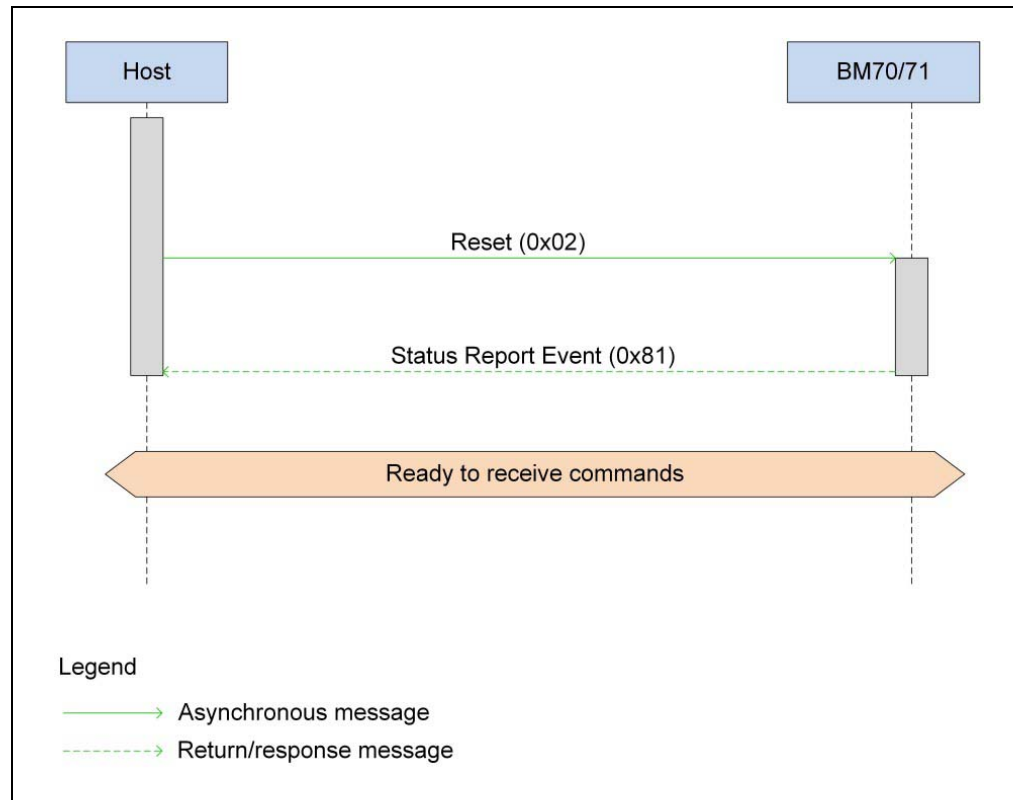 Host
BM70/71
Reset (0x02)
Status Report Event (0x81)
Ready to receive commands
Legend
Asynchronous message
Return/response message